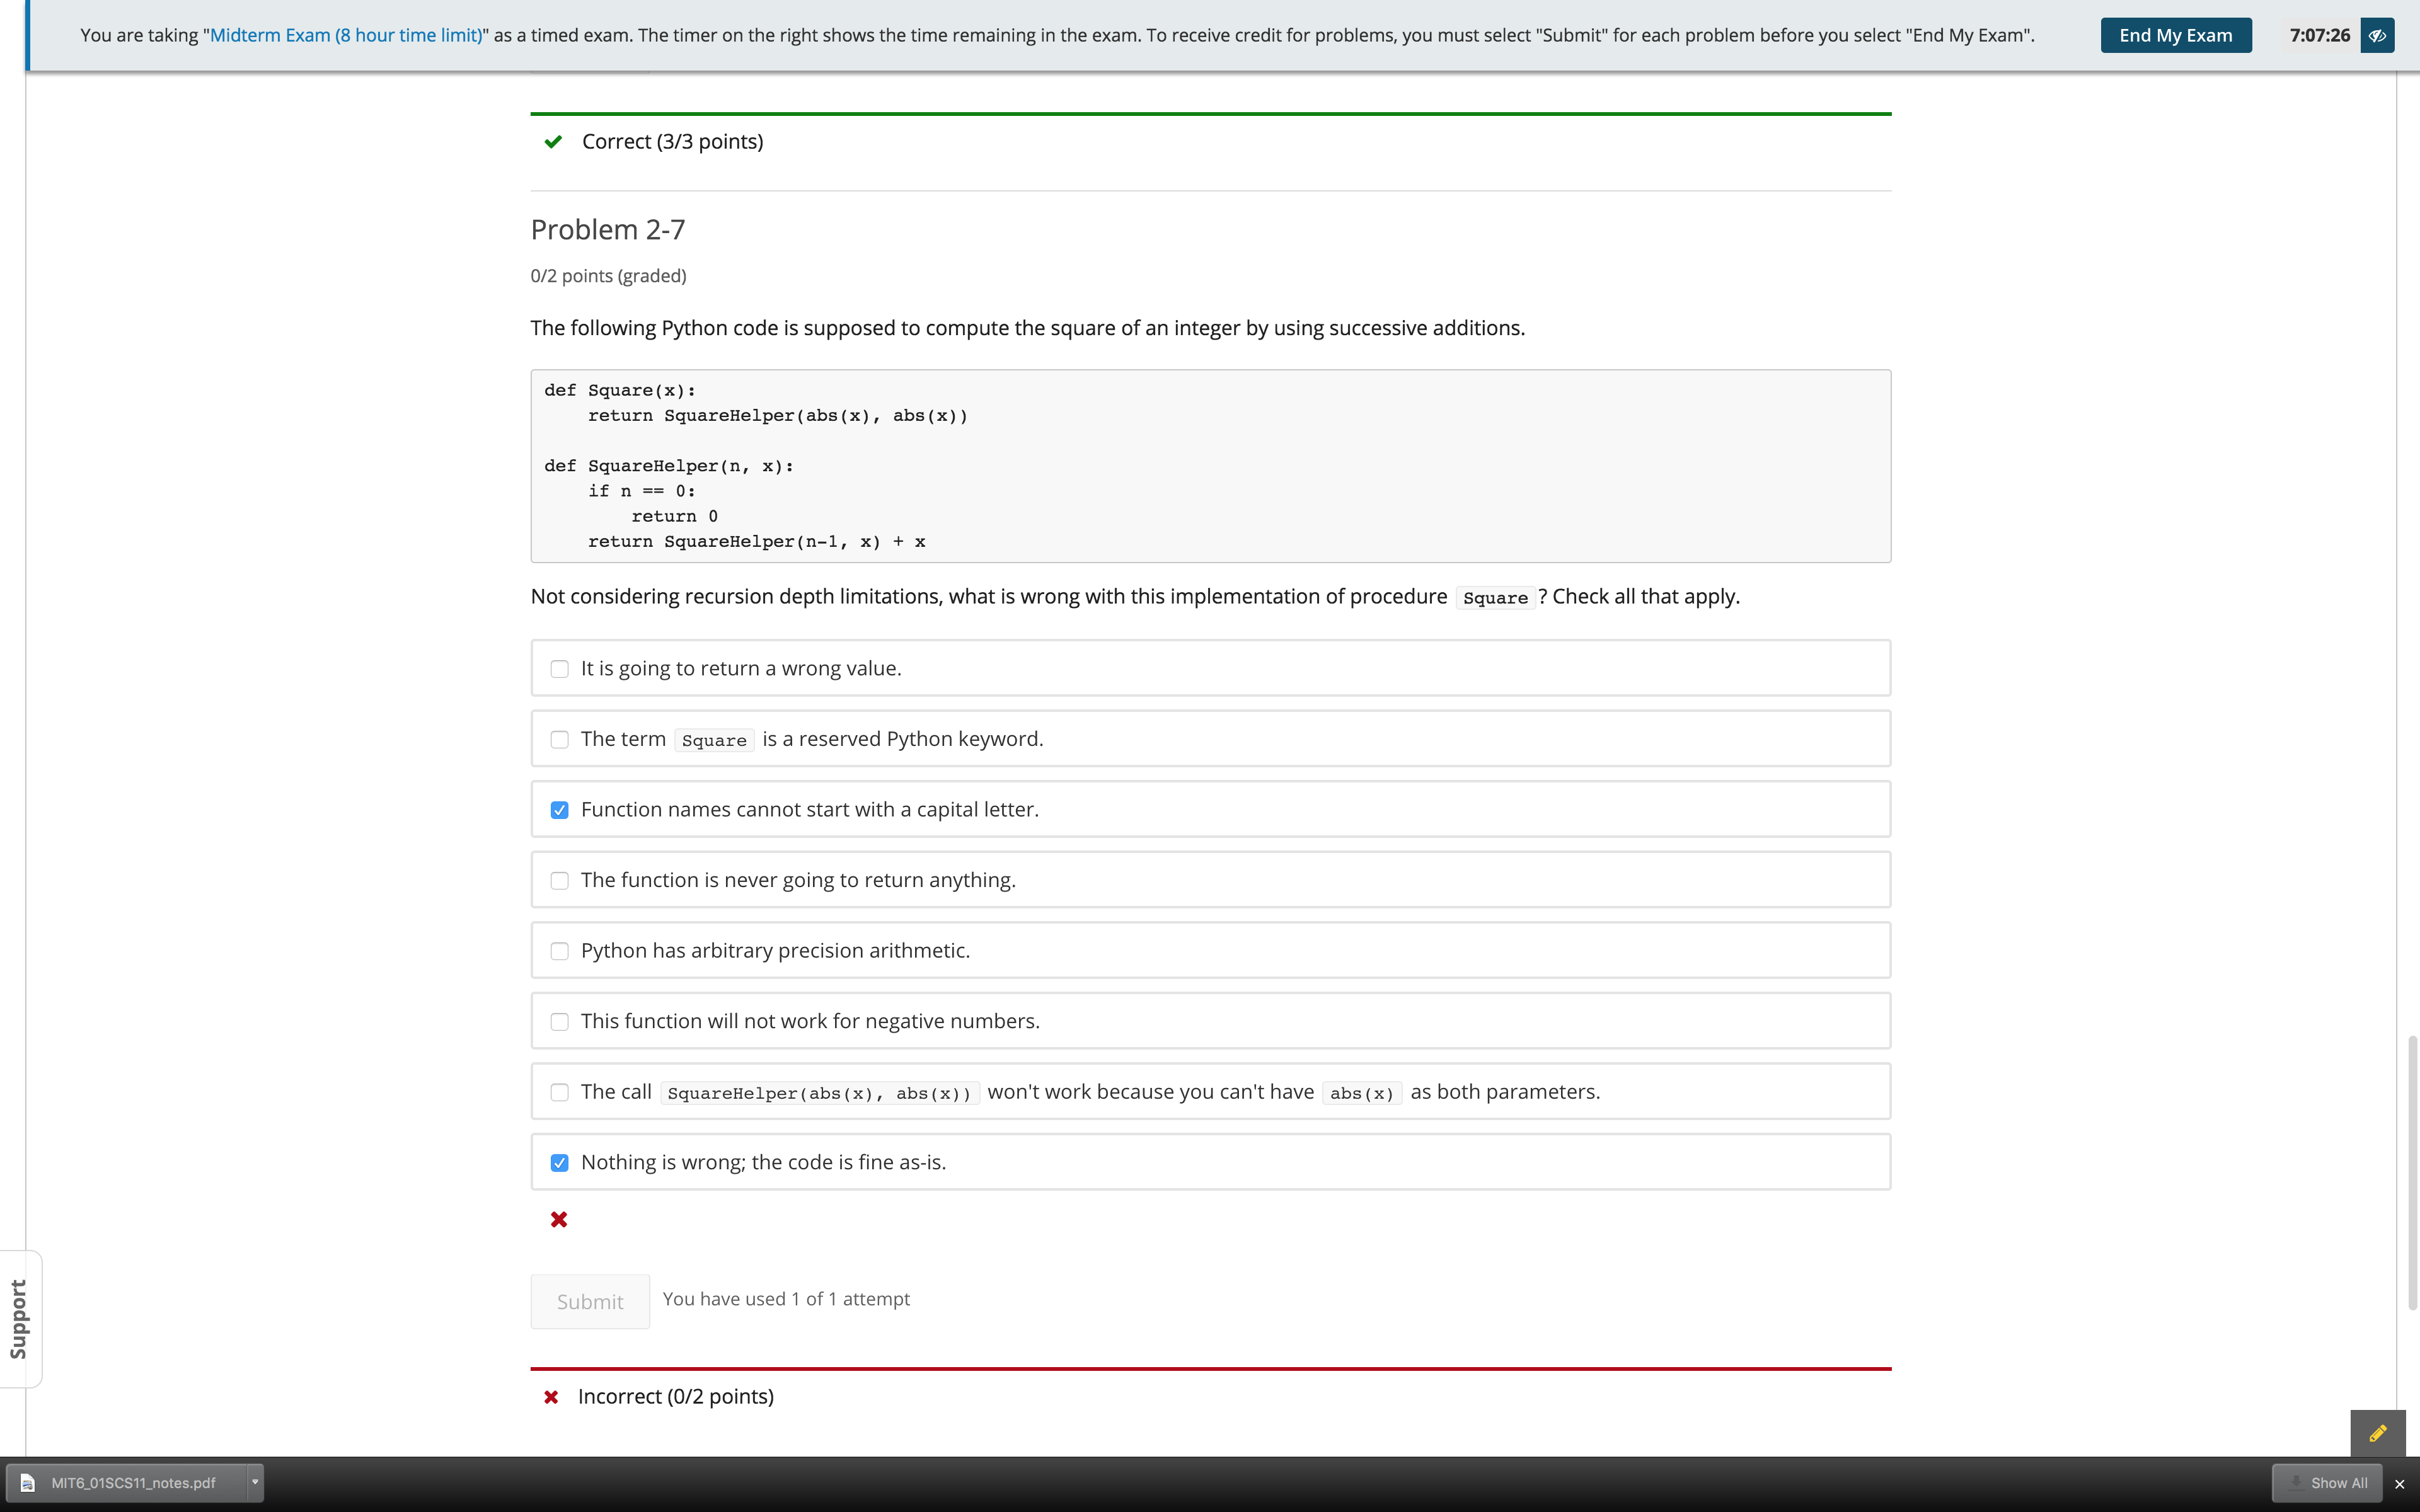 You are taking "Midterm Exam (8 hour time limit)" as a timed exam. The timer on the right shows the time remaining in the exam. To receive credit for problems, you must select "Submit" for each problem before you select "End My Exam".
End My Exam
7:07:26
Correct (3/3 points)
Problem 2-7
0/2 points (graded)
The following Python code is supposed to compute the square of an integer by using successive additions.
def Square(x):
    return SquareHelper(abs(x), abs(x))

def SquareHelper(n, x):
    if n == 0:
        return 0
    return SquareHelper(n-1, x) + x
Not considering recursion depth limitations, what is wrong with this implementation of procedure Square? Check all that apply.
It is going to return a wrong value.
The term Square is a reserved Python keyword.
Function names cannot start with a capital letter.
The function is never going to return anything.
Python has arbitrary precision arithmetic.
This function will not work for negative numbers.
The call SquareHelper(abs(x), abs(x)) won't work because you can't have abs(x) as both parameters.
Nothing is wrong; the code is fine as-is.
Submit
You have used 1 of 1 attempt
Support
Incorrect (0/2 points)
MIT6_01SCS11_notes.pdf
Show All